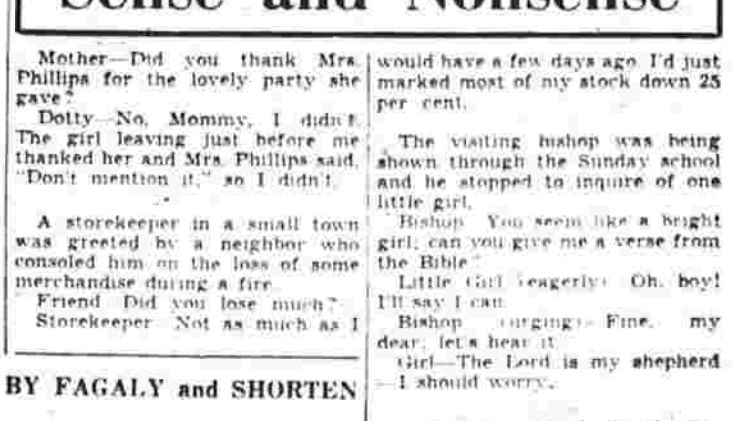 Sense and Nonsense
Mother—Did you thank Mrs.
Phillips for the lovely party she
gave?
Dotty—No, Mommy, I didn't.
The girl leaving just before me
thanked her and Mrs. Phillips said,
"Don't mention it," so I didn't.
A storekeeper in a small town
was greeted by a neighbor who
consoled him on the loss of some
merchandise during a fire.
Friend—Did you lose much?
Storekeeper—Not as much as I
BY FAGALY and SHORTEN
would have a few days ago. I'd just
marked most of my stock down 25
per cent.
The visiting bishop was being
shown through the Sunday school
and he stopped to inquire of one
little girl.
Bishop—You seem like a bright
girl; can you give me a verse from
the Bible?
Little Girl (eagerly)—Oh, boy!
I'll say I can.
Bishop (urging)—Fine, my
dear, let's hear it.
Girl—The Lord is my shepherd
—I should worry.